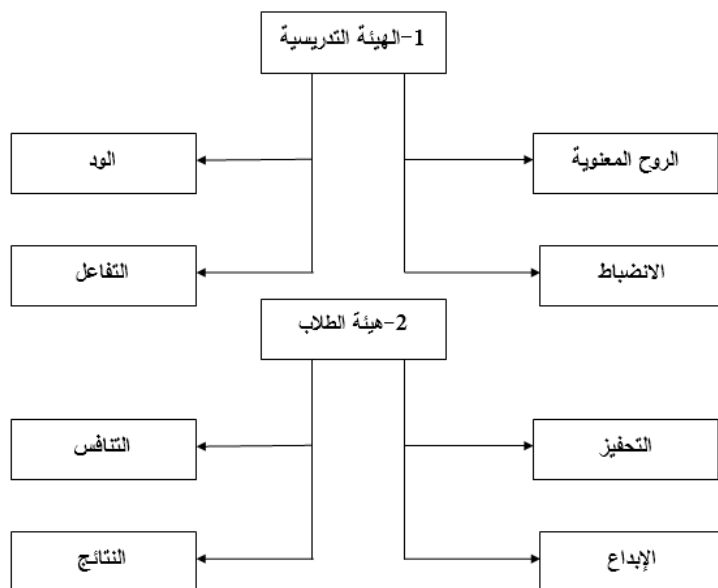 1-الهيئة التدريسية
الروح المعنوية
الود
الانضباط
التفاعل
2-هيئة الطلاب
التحفيز
التنافس
الإبداع
النتائج